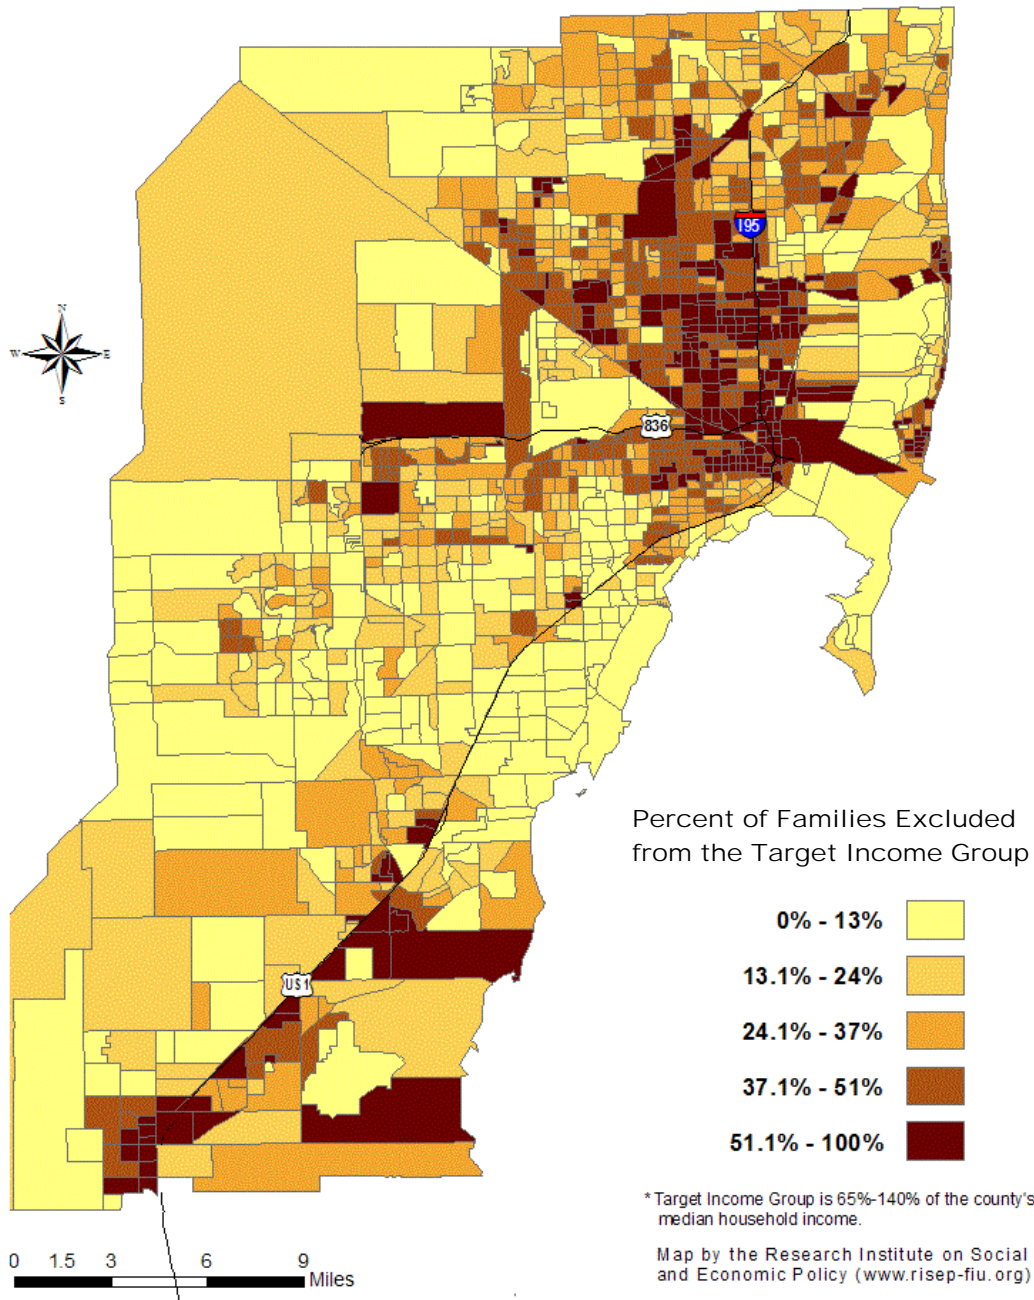 N
W E
S
195
836
US 1
Percent of Families Excluded
from the Target Income Group
0% - 13%
13.1% - 24%
24.1% - 37%
37.1% - 51%
51.1% - 100%
* Target Income Group is 65%-140% of the county's
median household income.
Map by the Research Institute on Social
and Economic Policy (www.risep-fiu.org)
0 1.5 3 6 9
Miles